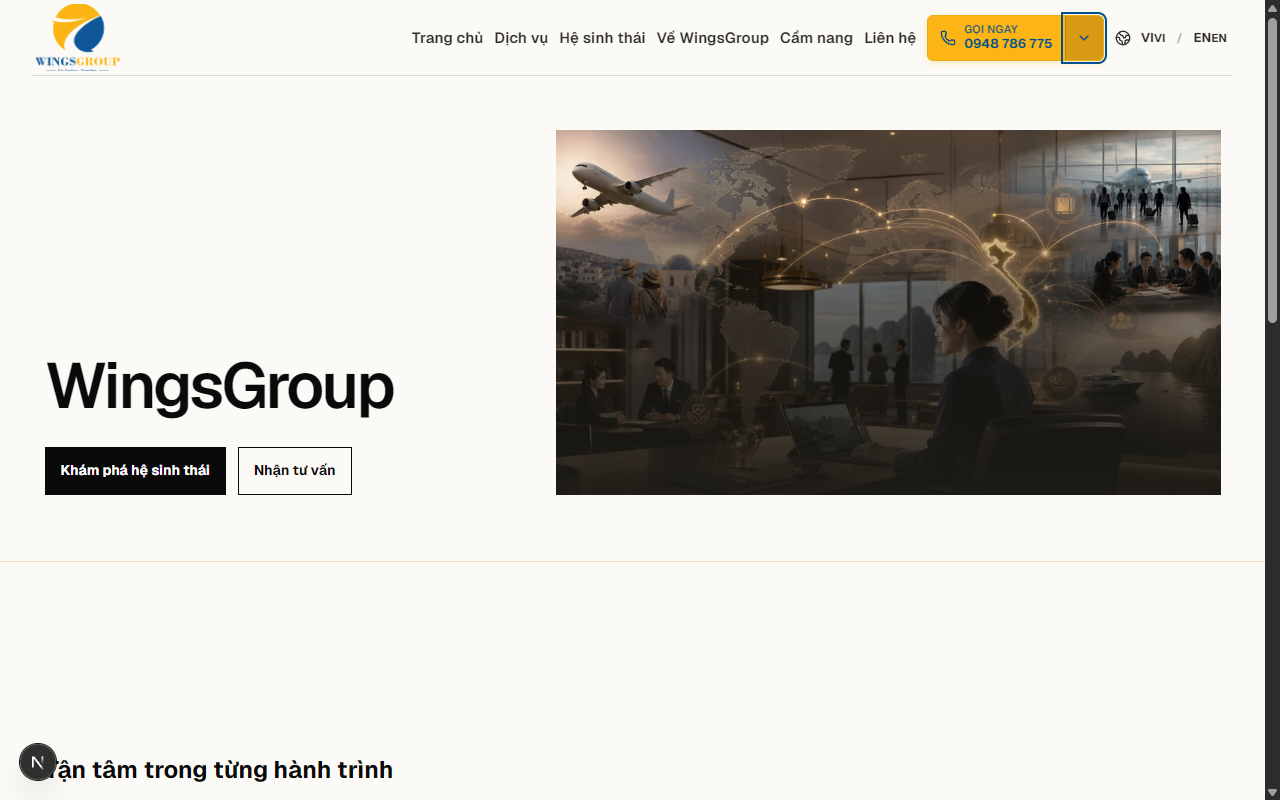 WINGSGROUP
Trang chủ Dịch vụ Hệ sinh thái Về WingsGroup Cẩm nang Liên hệ
GỌI NGAY
0948 786 775
VIVI / ENEN
WingsGroup
Khám phá hệ sinh thái Nhận tư vấn
N
Tận tâm trong từng hành trình